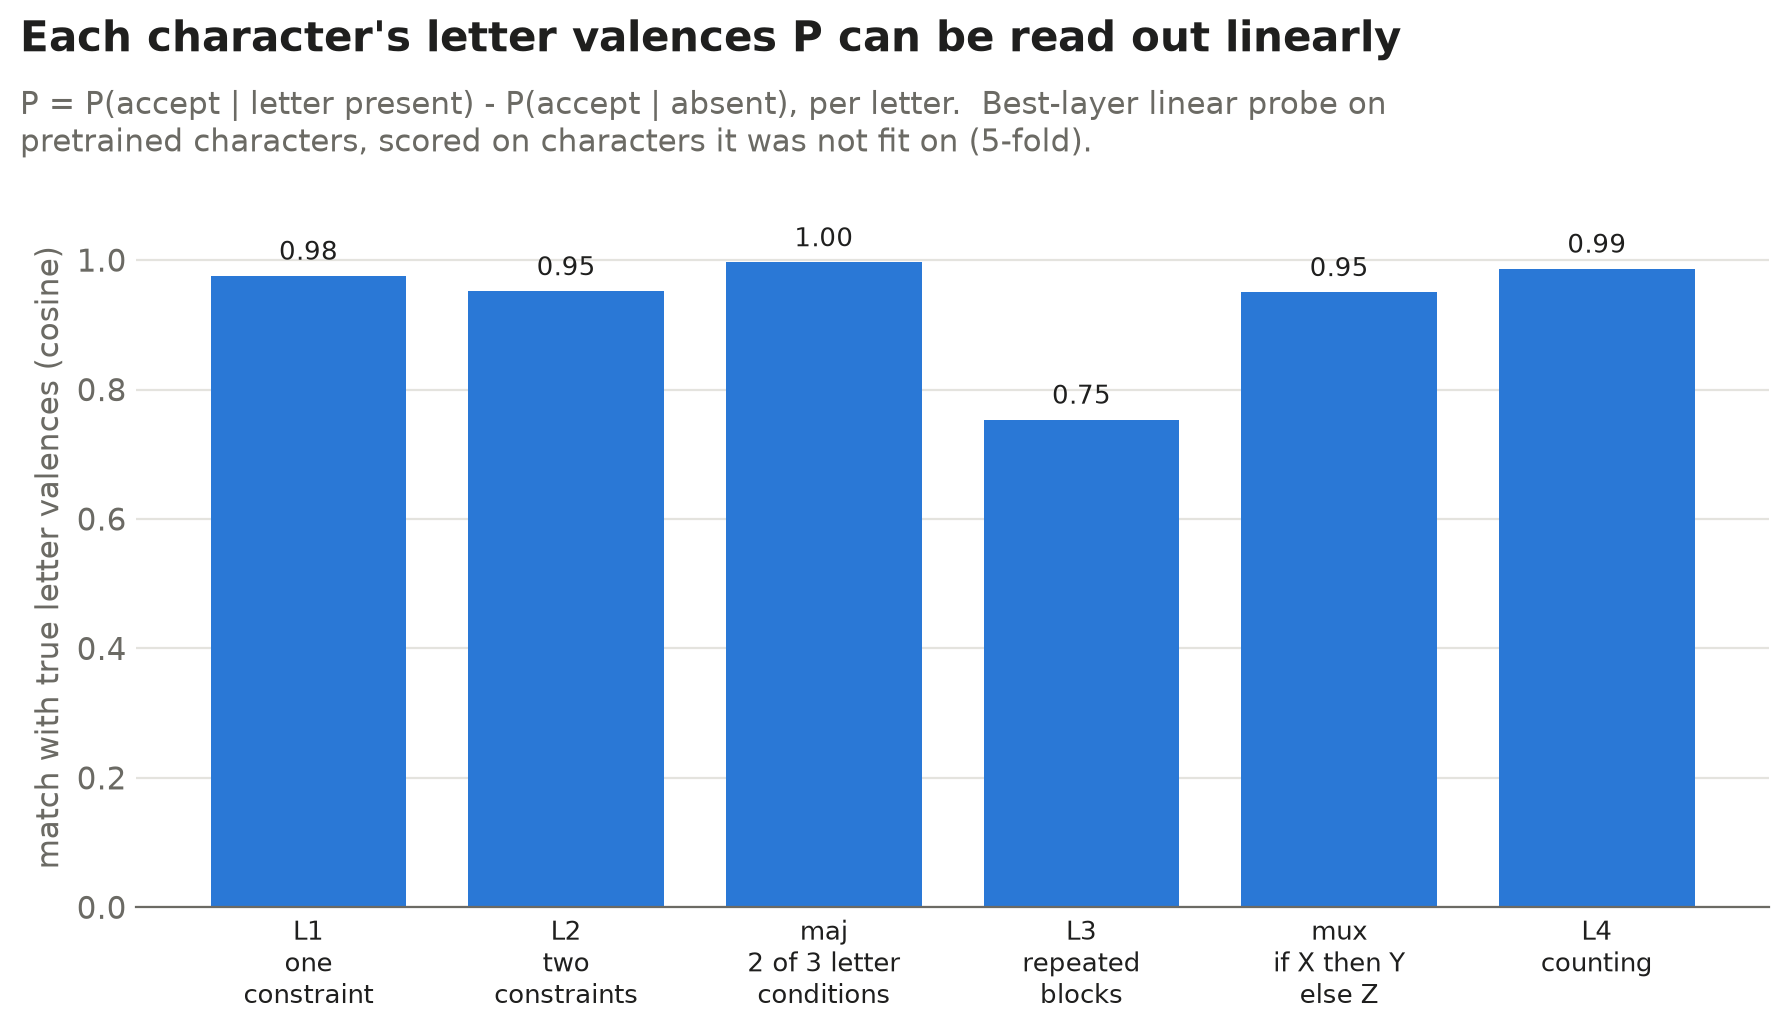 Each character's letter valences P can be read out linearly
P = P(accept | letter present) - P(accept | absent), per letter.  Best-layer linear probe on
pretrained characters, scored on characters it was not fit on (5-fold).
match with true letter valences (cosine)
1.0
0.8
0.6
0.4
0.2
0.0
0.98
0.95
1.00
0.75
0.95
0.99
L1
one
constraint
L2
two
constraints
maj
2 of 3 letter
conditions
L3
repeated
blocks
mux
if X then Y
else Z
L4
counting